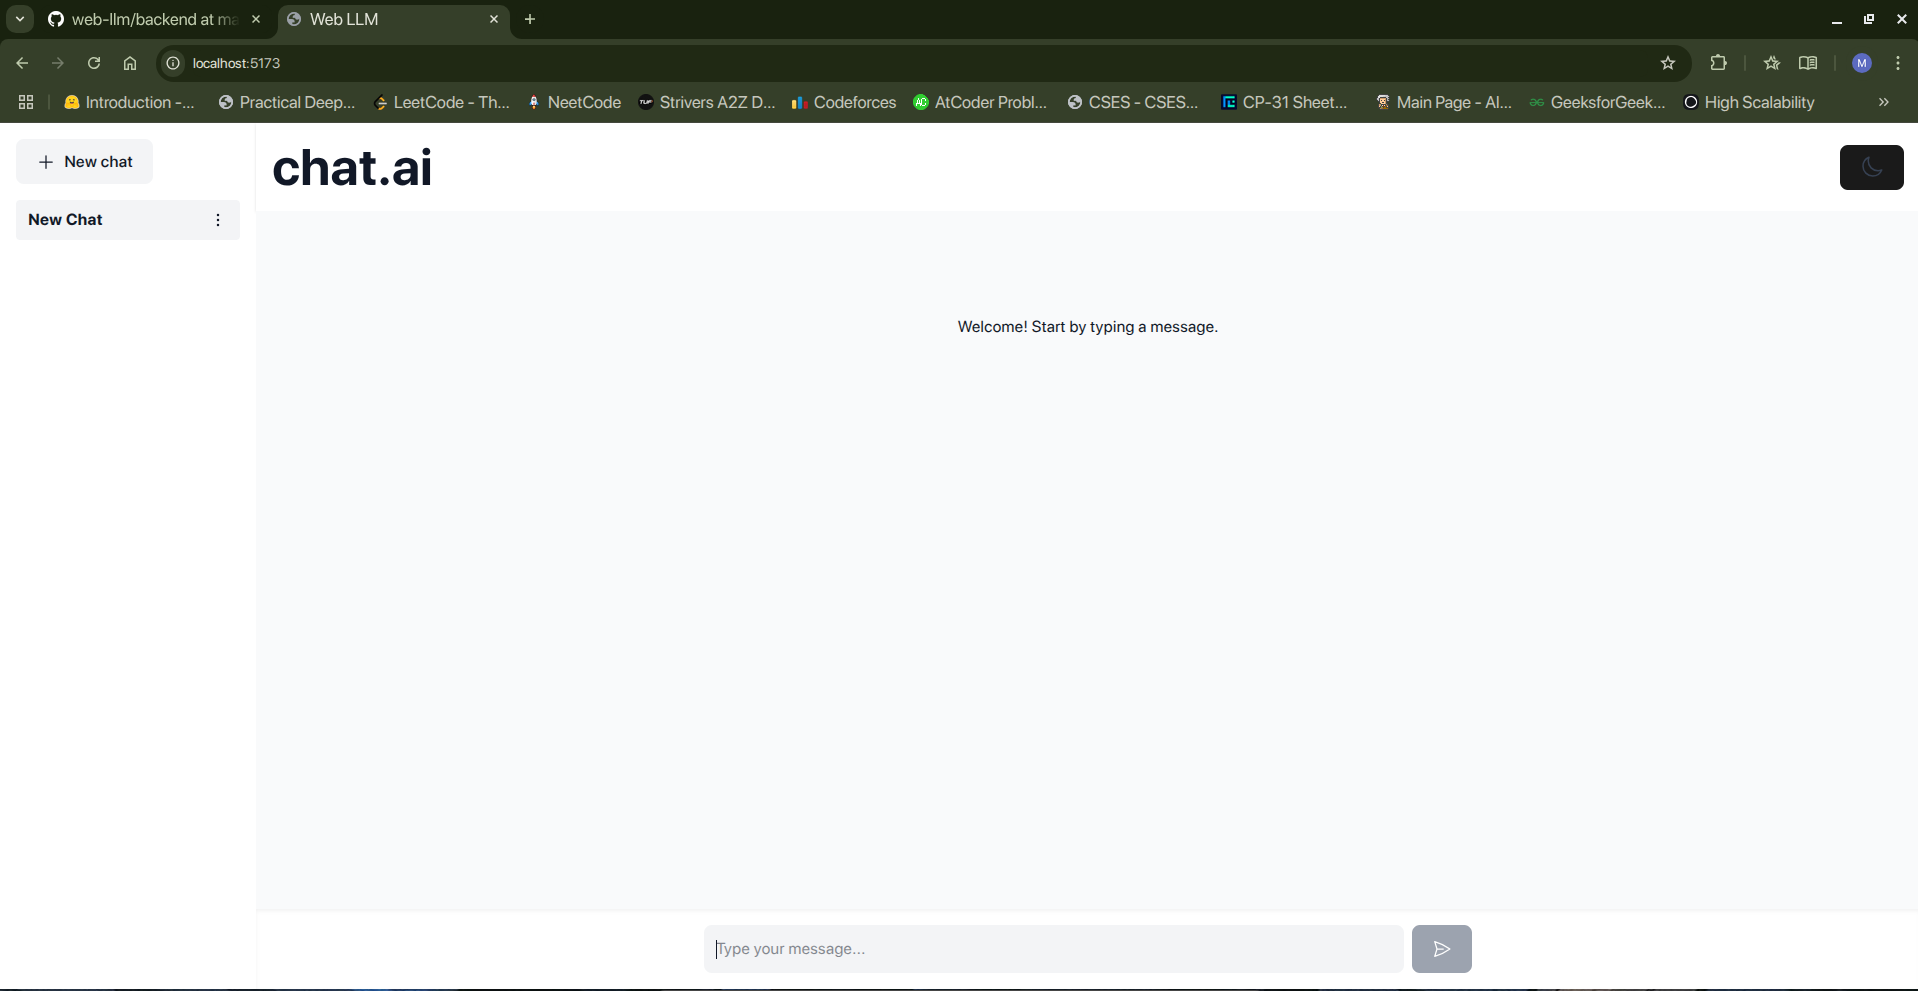 web-llm/backend at ma
Web LLM
localhost:5173
M
Introduction -...
Practical Deep...
LeetCode - Th...
NeetCode
TUF
Strivers A2Z D...
Codeforces
AC
AtCoder Probl...
CSES - CSES...
CP-31 Sheet...
Main Page - Al...
GeeksforGeek...
High Scalability
New chat
chat.ai
New Chat
Welcome! Start by typing a message.
Type your message...